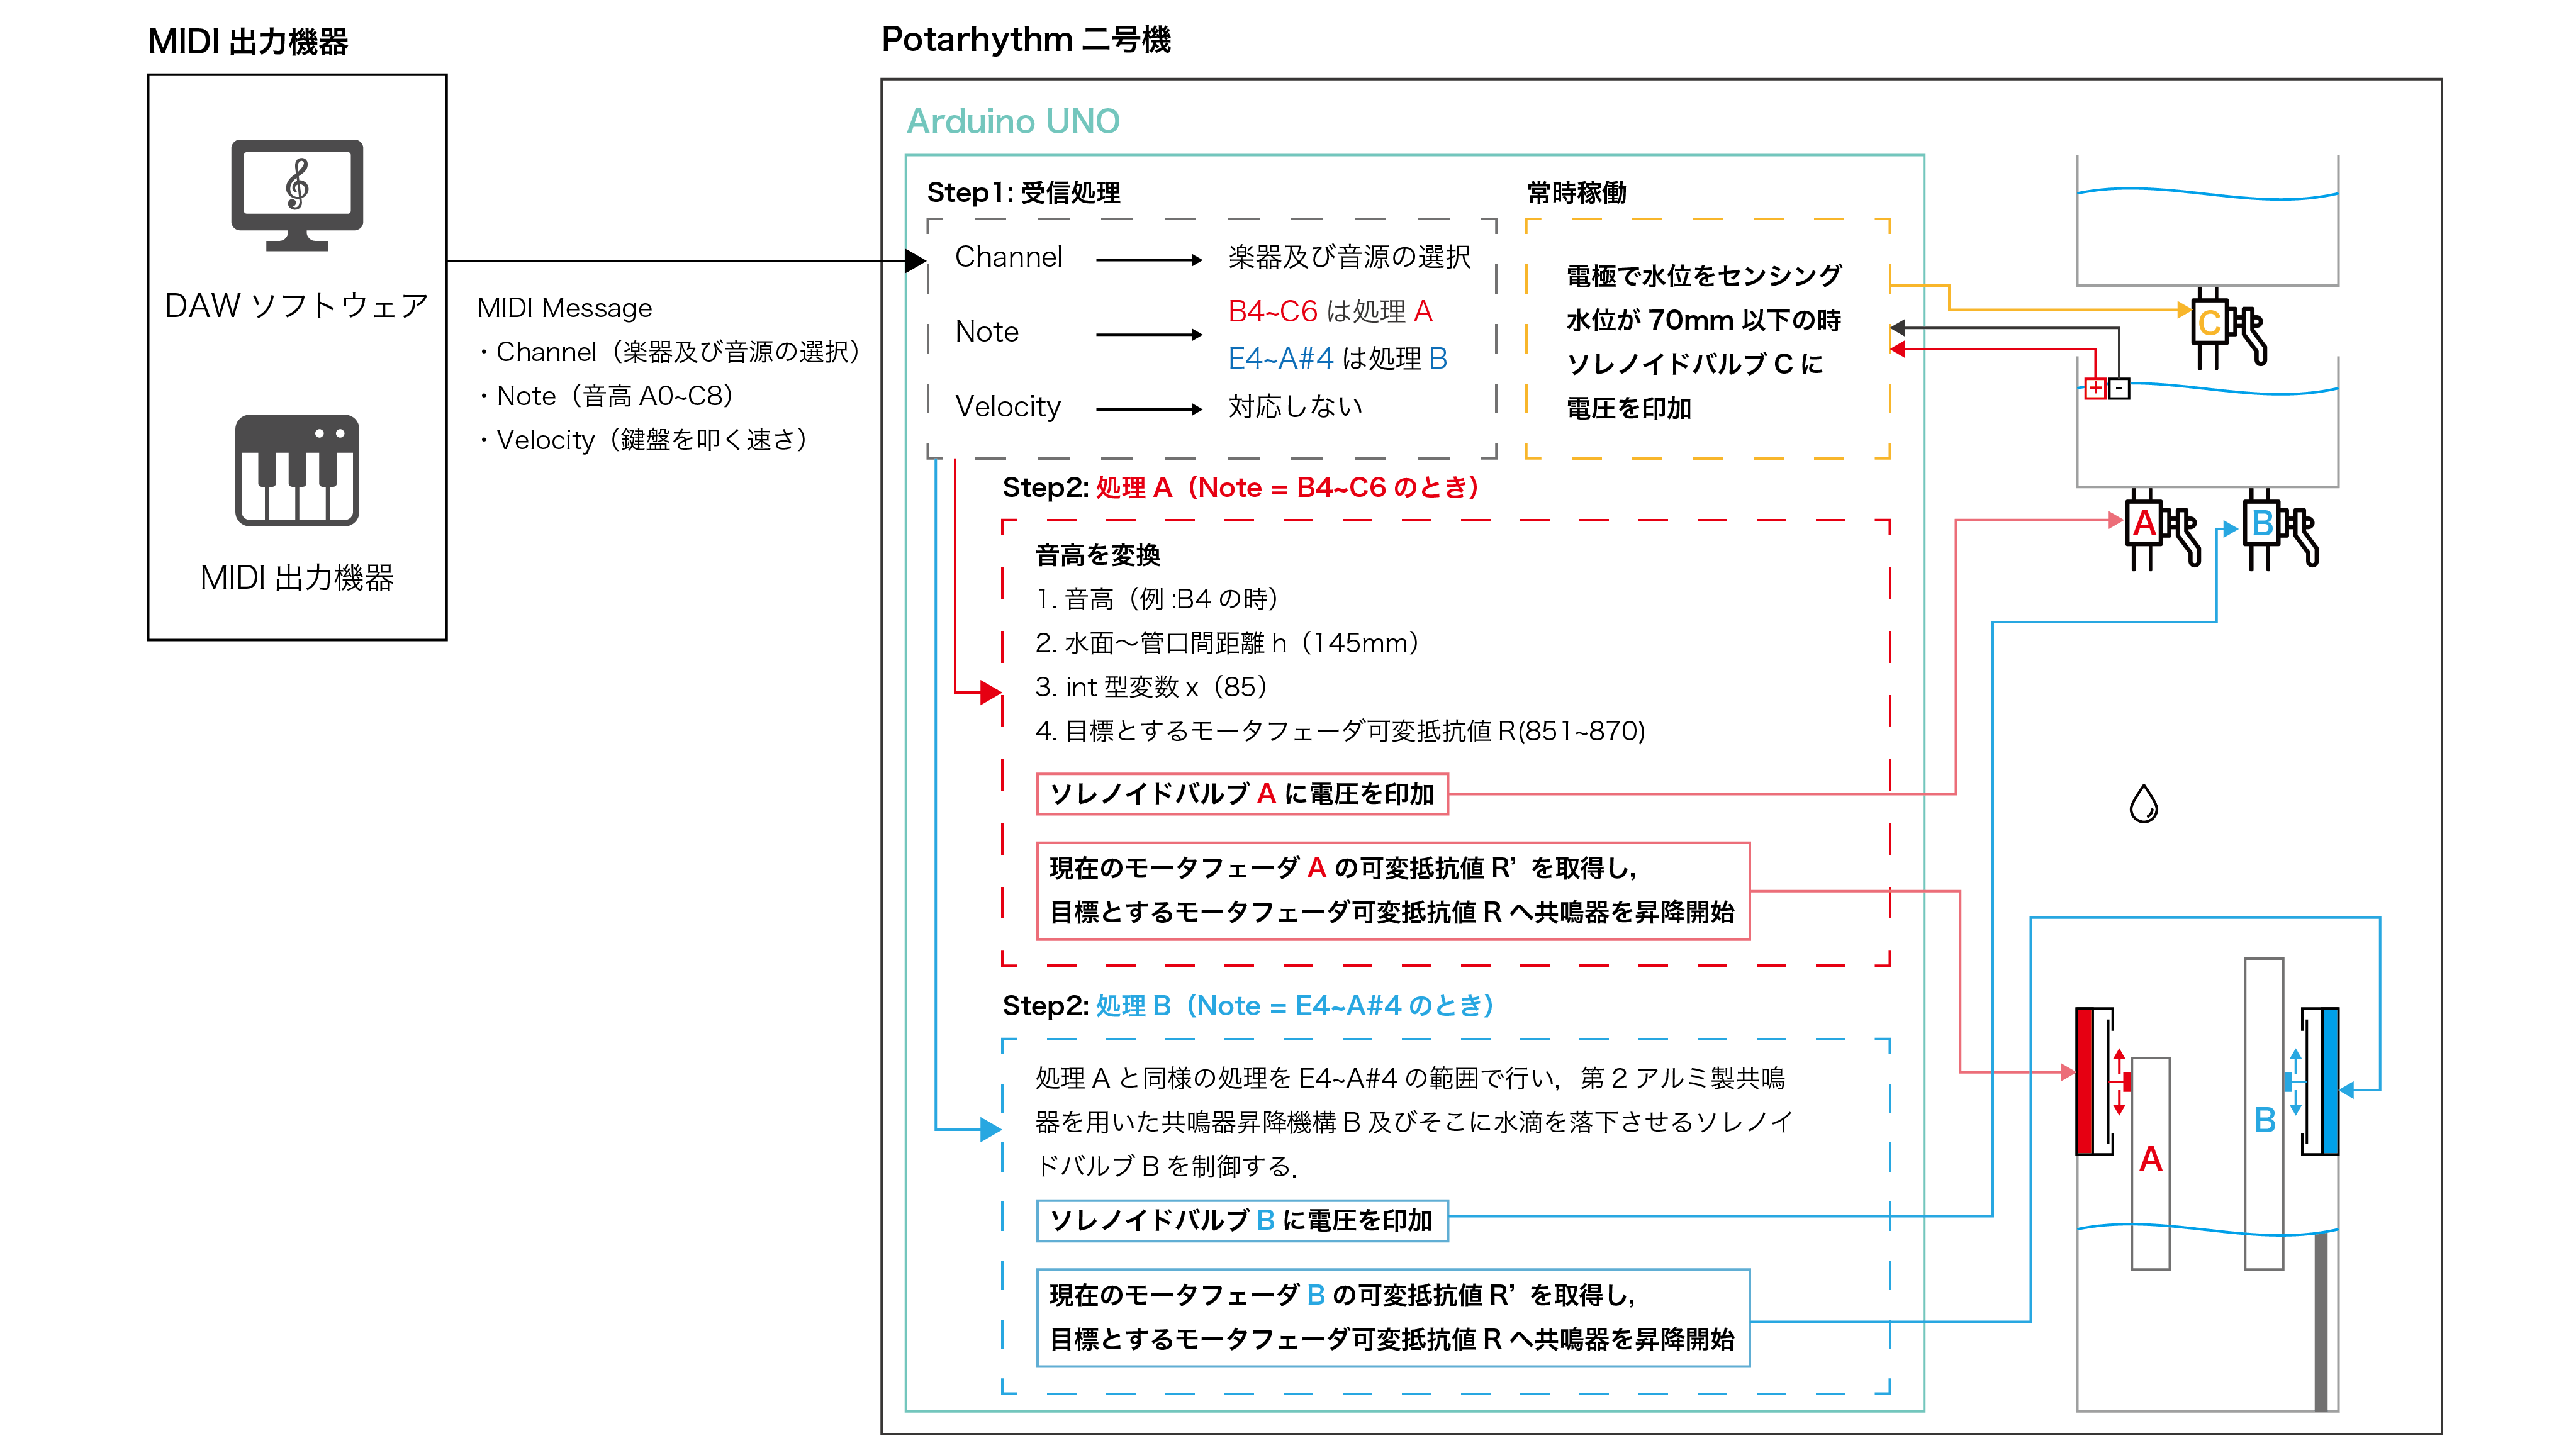 MIDI 出力機器
DAW ソフトウェア
MIDI 出力機器
MIDI Message
・Channel（楽器及び音源の選択）
・Note（音高 A0~C8）
・Velocity（鍵盤を叩く速さ）
Potarhythm 二号機
Arduino UNO
Step1: 受信処理
Channel
楽器及び音源の選択
Note
B4~C6 は処理 A
E4~A#4 は処理 B
Velocity
対応しない
常時稼働
電極で水位をセンシング
水位が 70mm 以下の時
ソレノイドバルブ C に
電圧を印加
Step2: 処理 A（Note = B4~C6 のとき）
音高を変換
1. 音高（例 :B4 の時）
2. 水面～管口間距離 h（145mm）
3. int 型変数 x（85）
4. 目標とするモータフェーダ可変抵抗値 R(851~870)
ソレノイドバルブ A に電圧を印加
現在のモータフェーダ A の可変抵抗値 R’ を取得し，
目標とするモータフェーダ可変抵抗値 R へ共鳴器を昇降開始
Step2: 処理 B（Note = E4~A#4 のとき）
処理 A と同様の処理を E4~A#4 の範囲で行い，第 2 アルミ製共鳴
器を用いた共鳴器昇降機構 B 及びそこに水滴を落下させるソレノイ
ドバルブ B を制御する．
ソレノイドバルブ B に電圧を印加
現在のモータフェーダ B の可変抵抗値 R’ を取得し，
目標とするモータフェーダ可変抵抗値 R へ共鳴器を昇降開始
C
+ -
A
B
B
A